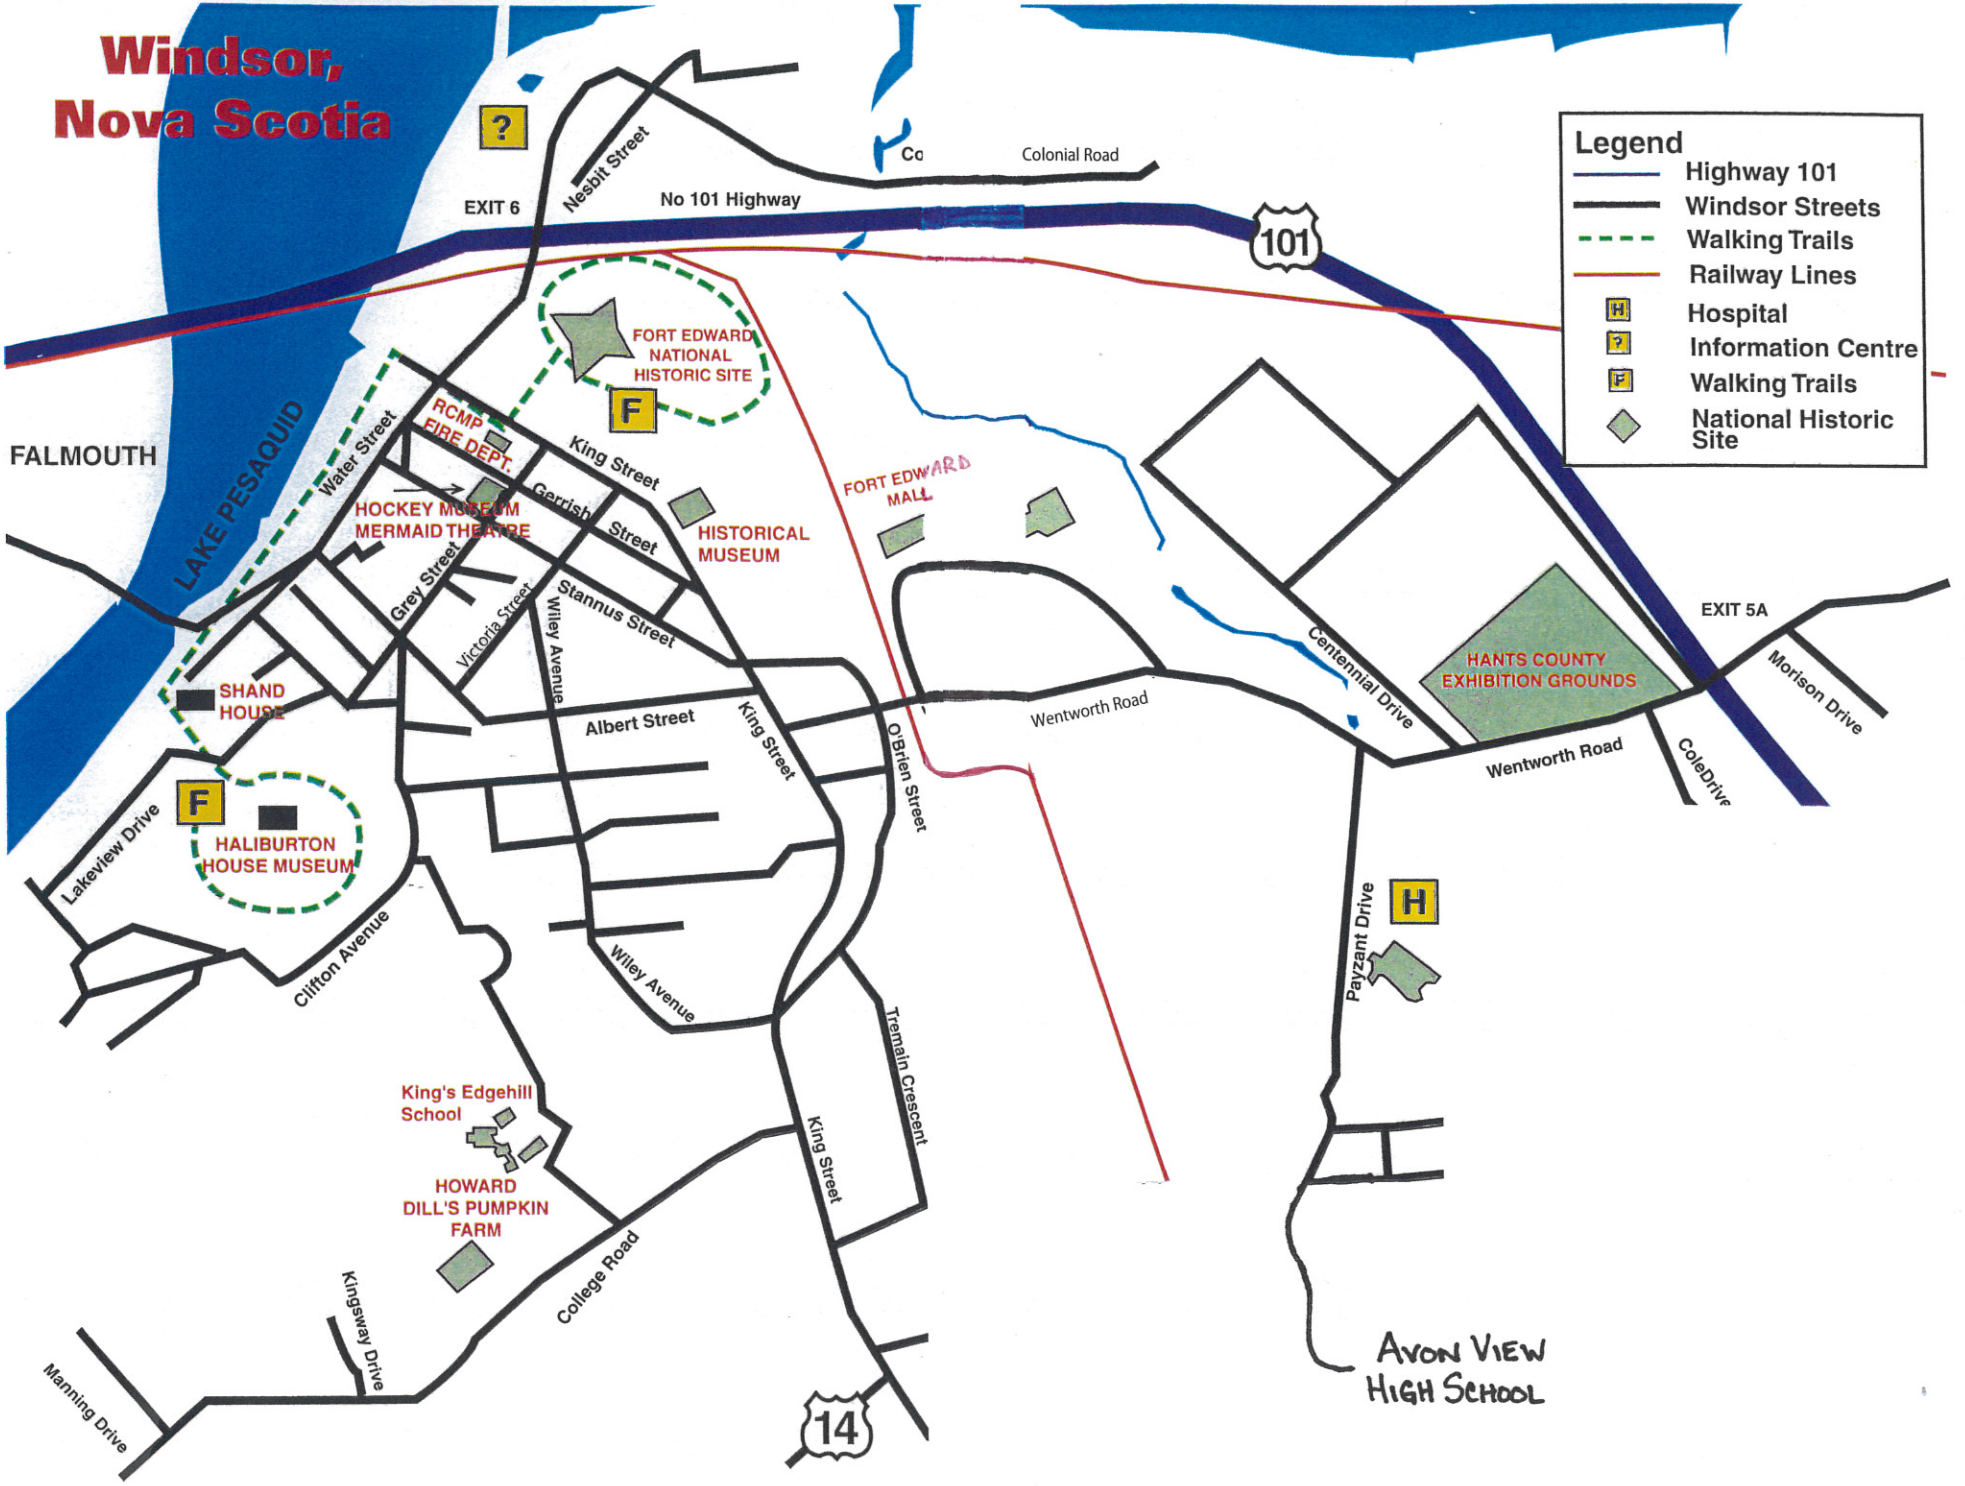 Windsor,
Nova Scotia
?
EXIT 6
Nesbit Street
No 101 Highway
Co
Colonial Road
101
Legend
Highway 101
Windsor Streets
Walking Trails
Railway Lines
H
Hospital
?
Information Centre
F
Walking Trails
National Historic
Site
FORT EDWARD
NATIONAL
HISTORIC SITE
F
FALMOUTH
LAKE PESAQUID
Water Street
RCMP
FIRE DEPT.
King Street
HOCKEY MUSEUM
MERMAID THEATRE
Gerrish
Street
HISTORICAL
MUSEUM
FORT EDWARD
MALL
Grey Street
Victoria Street
Wiley Avenue
Stannus Street
SHAND
HOUSE
Albert Street
King Street
O'Brien Street
Wentworth Road
Centennial Drive
HANTS COUNTY
EXHIBITION GROUNDS
EXIT 5A
Morison Drive
Wentworth Road
ColeDrive
F
HALIBURTON
HOUSE MUSEUM
Lakeview Drive
Clifton Avenue
Wiley Avenue
Tremain Crescent
Payzant Drive
H
King's Edgehill
School
HOWARD
DILL'S PUMPKIN
FARM
King Street
College Road
Kingsway Drive
Manning Drive
14
AVON VIEW
HIGH SCHOOL